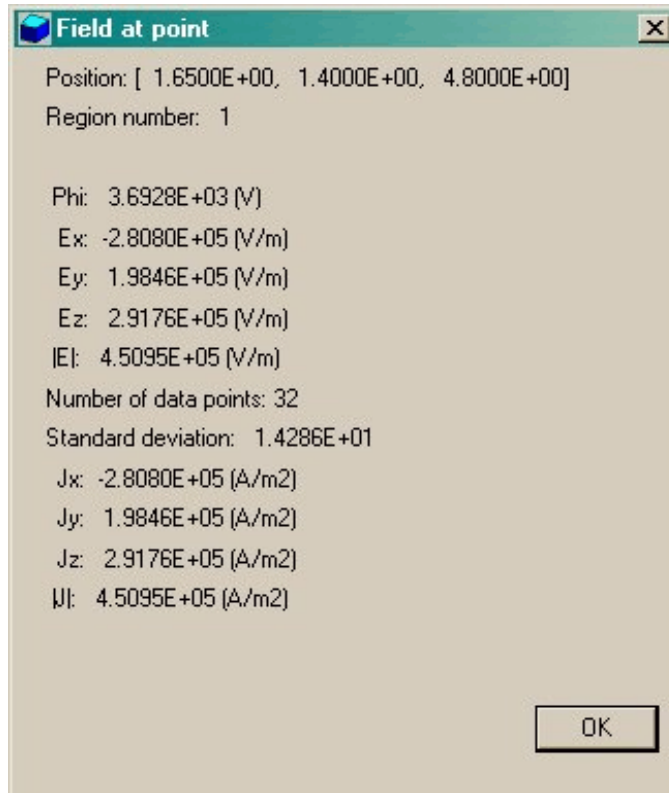 Field at point
Position: [ 1.6500E+00, 1.4000E+00, 4.8000E+00]
Region number: 1
Phi: 3.6928E+03 (V)
Ex: -2.8080E+05 (V/m)
Ey: 1.9846E+05 (V/m)
Ez: 2.9176E+05 (V/m)
|E|: 4.5095E+05 (V/m)
Number of data points: 32
Standard deviation: 1.4286E+01
Jx: -2.8080E+05 (A/m2)
Jy: 1.9846E+05 (A/m2)
Jz: 2.9176E+05 (A/m2)
|J|: 4.5095E+05 (A/m2)
OK